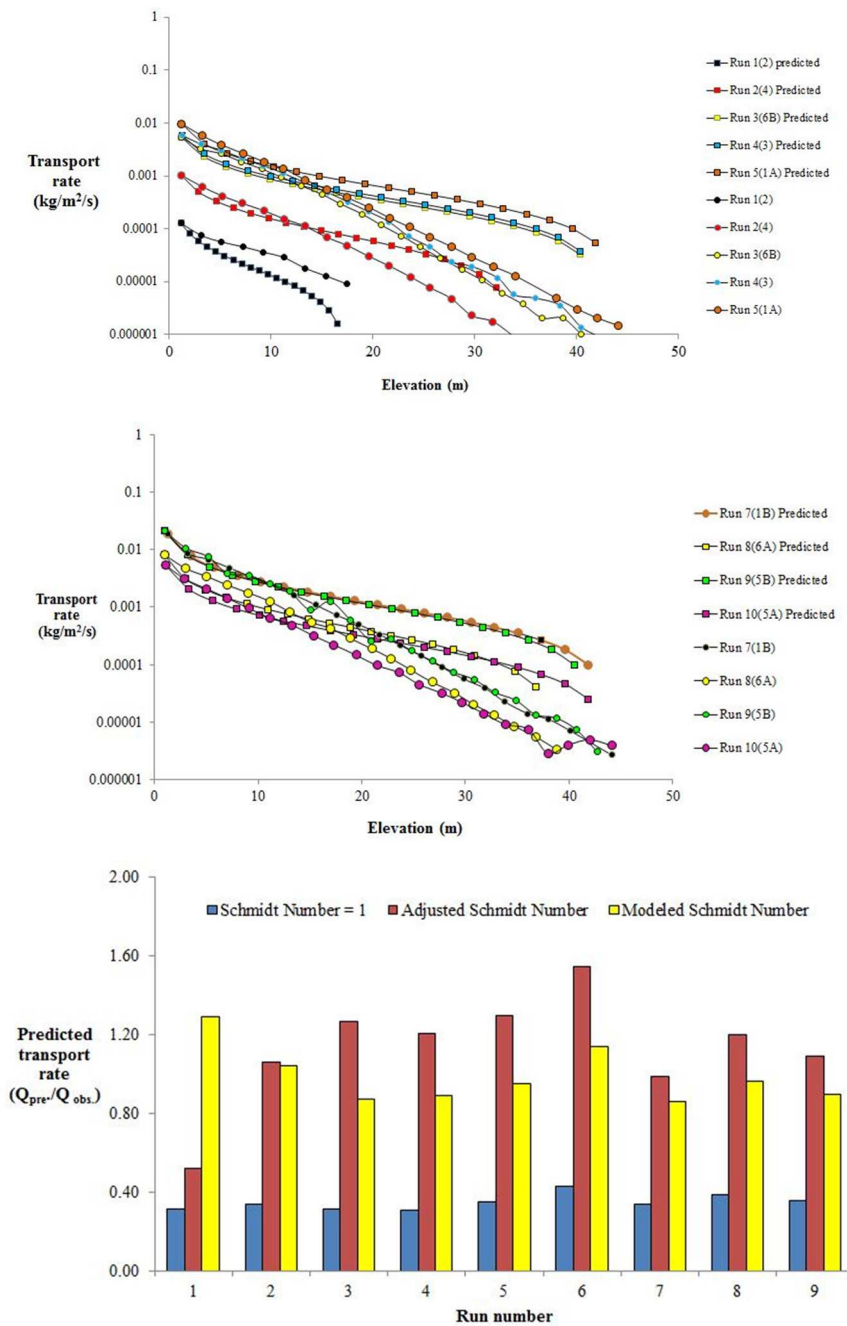 1
0.1
0.01
0.001
0.0001
0.00001
0.000001
Transport
rate
(kg/m²/s)
0 10 20 30 40 50
Elevation (m)
Run 1(2) predicted
Run 2(4) Predicted
Run 3(6B) Predicted
Run 4(3) Predicted
Run 5(1A) Predicted
Run 1(2)
Run 2(4)
Run 3(6B)
Run 4(3)
Run 5(1A)
1
0.1
0.01
0.001
0.0001
0.00001
0.000001
Transport
rate
(kg/m²/s)
0 10 20 30 40 50
Elevation (m)
Run 7(1B) Predicted
Run 8(6A) Predicted
Run 9(5B) Predicted
Run 10(5A) Predicted
Run 7(1B)
Run 8(6A)
Run 9(5B)
Run 10(5A)
2.00
1.60
1.20
0.80
0.40
0.00
Schmidt Number = 1 Adjusted Schmidt Number Modeled Schmidt Number
Predicted
transport
rate
(Qpre./Q obs.)
1 2 3 4 5 6 7 8 9
Run number